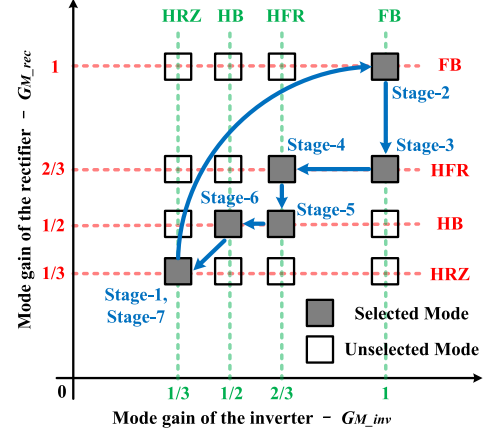 HRZ HB HFR FB
1 FB
Stage-2
Stage-4 Stage-3
2/3 HFR
Stage-6
Stage-5
1/2 HB
1/3 HRZ
Stage-1,
Stage-7
Selected Mode
Unselected Mode
0 1/3 1/2 2/3 1
Mode gain of the inverter – GM_inv
Mode gain of the rectifier – GM_rec